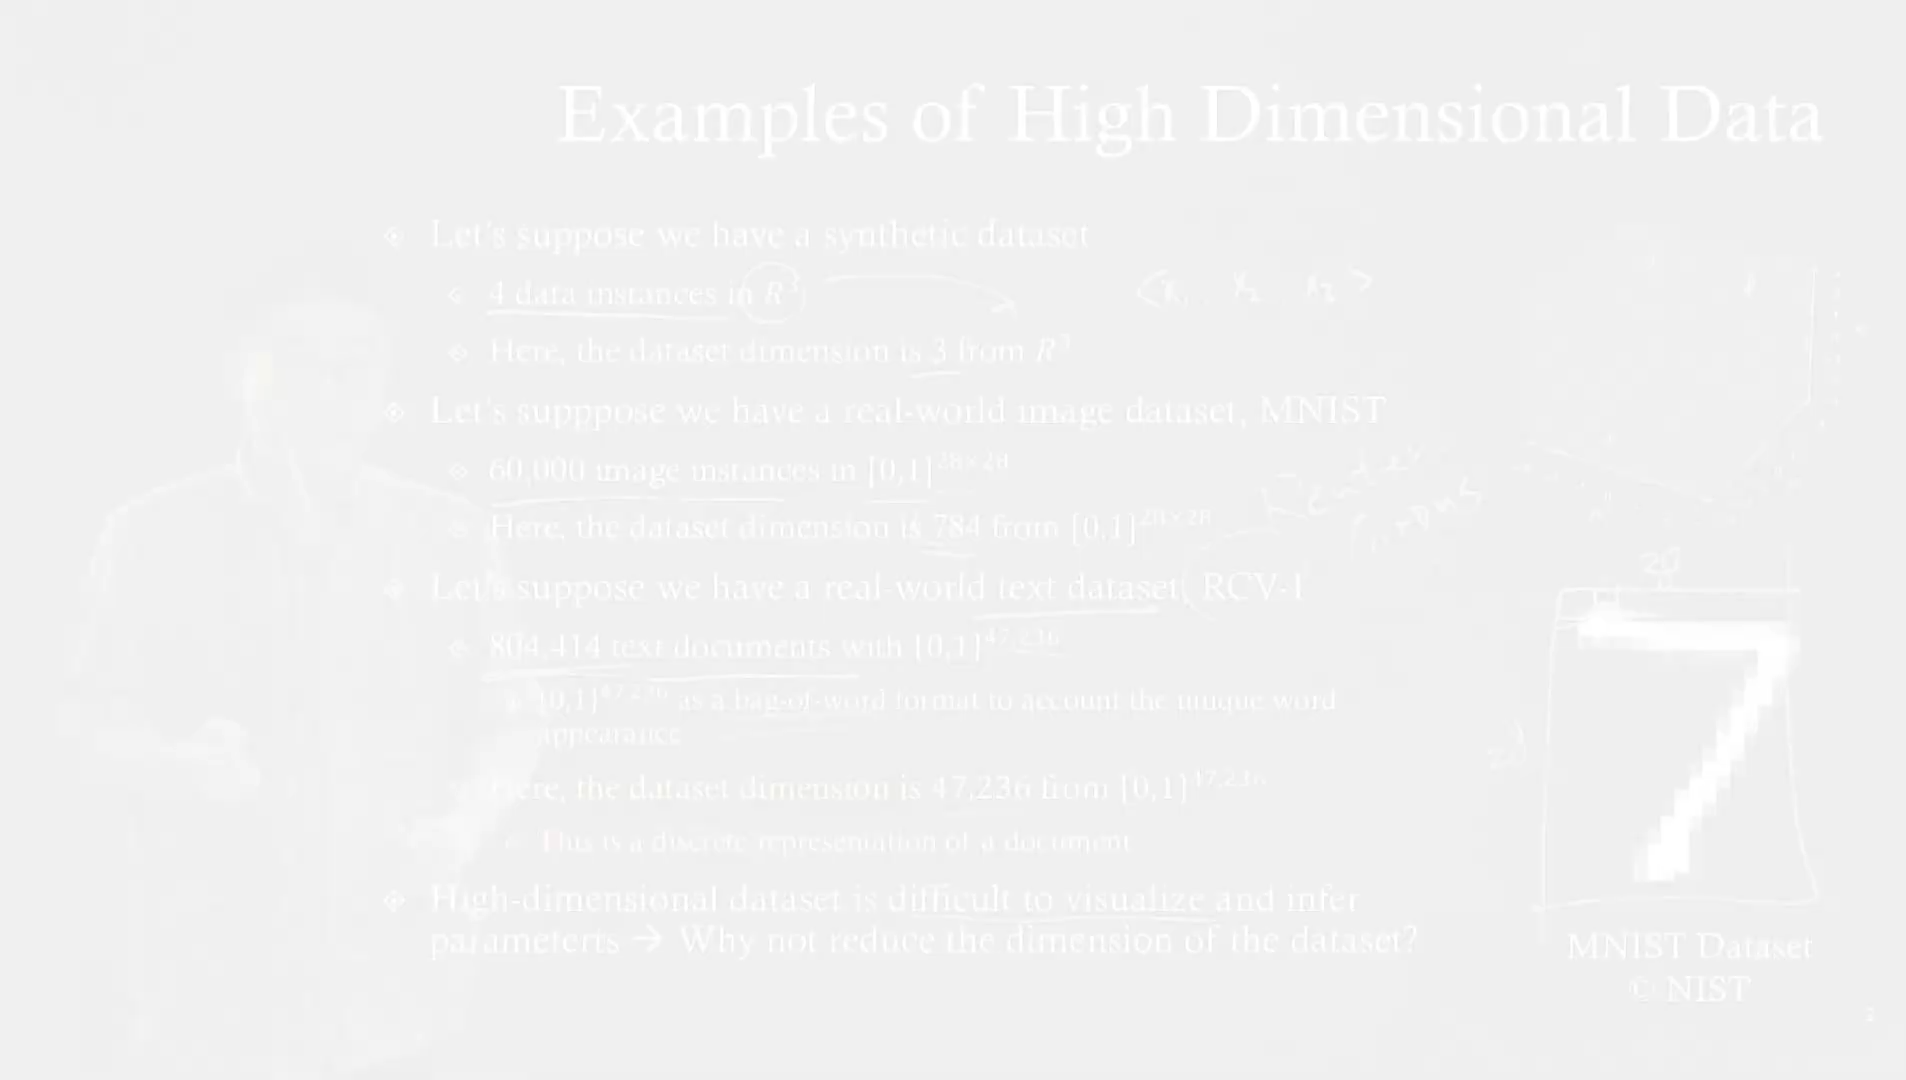 Examples of High Dimensional Data
Let's suppose we have a synthetic dataset
4 data instances in R³
<x₁, x₂, x₃>
Here, the dataset dimension is 3 from R³
Let's supppose we have a real-world image dataset, MNIST
60,000 image instances in [0,1]²⁸ˣ²⁸
Here, the dataset dimension is 784 from [0,1]²⁸ˣ²⁸
Let's suppose we have a real-world text dataset, RCV-1
804,414 text documents with [0,1]⁴⁷,²³⁶
[0,1]⁴⁷,²³⁶ as a bag-of-word format to account the unique word
appearance
Here, the dataset dimension is 47,236 from [0,1]⁴⁷,²³⁶
This is a discrete representation of a document
High-dimensional dataset is difficult to visualize and infer
parameteris → Why not reduce the dimension of the dataset?
28
MNIST Dataset
© NIST